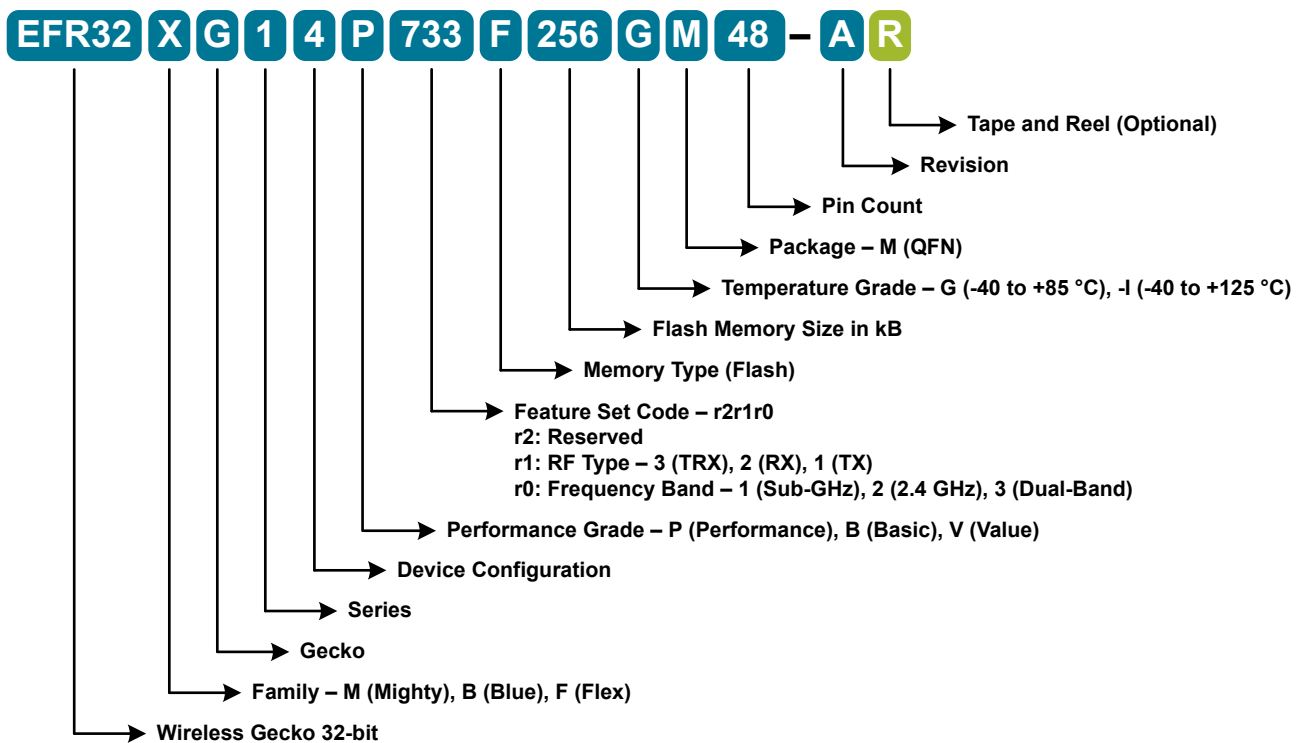 EFR32 X G 1 4 P 733 F 256 G M 48 – A R
Tape and Reel (Optional)
Revision
Pin Count
Package – M (QFN)
Temperature Grade – G (-40 to +85 °C), -I (-40 to +125 °C)
Flash Memory Size in kB
Memory Type (Flash)
Feature Set Code – r2r1r0
r2: Reserved
r1: RF Type – 3 (TRX), 2 (RX), 1 (TX)
r0: Frequency Band – 1 (Sub-GHz), 2 (2.4 GHz), 3 (Dual-Band)
Performance Grade – P (Performance), B (Basic), V (Value)
Device Configuration
Series
Gecko
Family – M (Mighty), B (Blue), F (Flex)
Wireless Gecko 32-bit